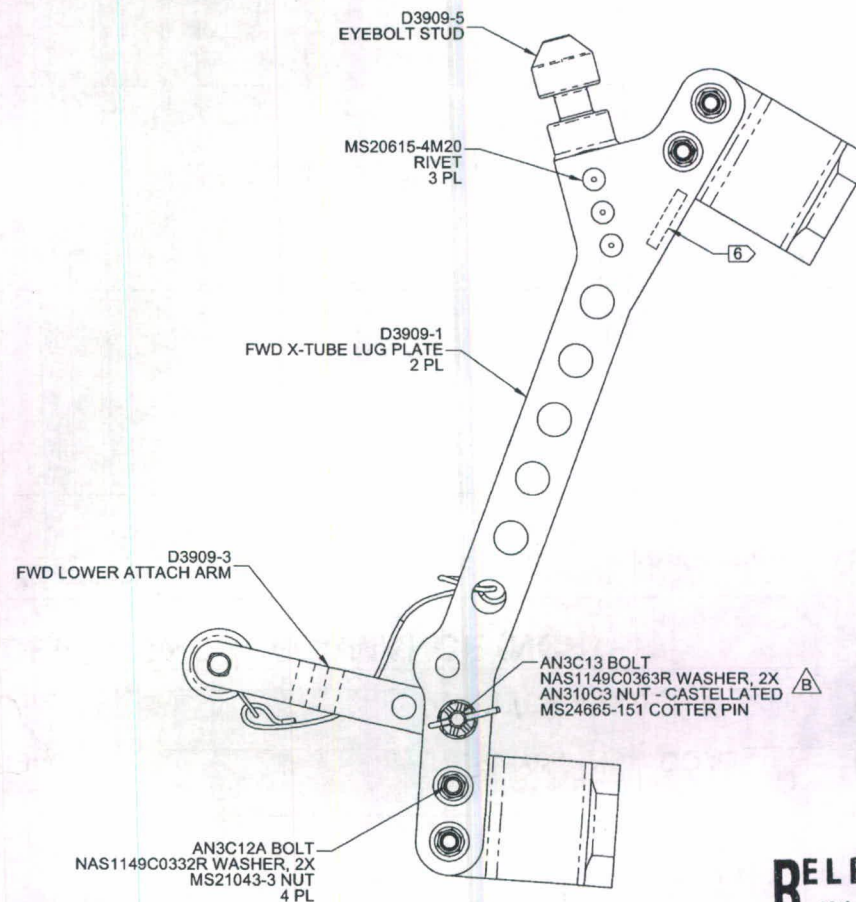 D3909-5
EYEBOLT STUD
MS20615-4M20
RIVET
3 PL
6
D3909-1
FWD X-TUBE LUG PLATE
2 PL
D3909-3
FWD LOWER ATTACH ARM
AN3C13 BOLT
NAS1149C0363R WASHER, 2X
AN310C3 NUT - CASTELLATED
MS24665-151 COTTER PIN
B
AN3C12A BOLT
NAS1149C0332R WASHER, 2X
MS21043-3 NUT
4 PL